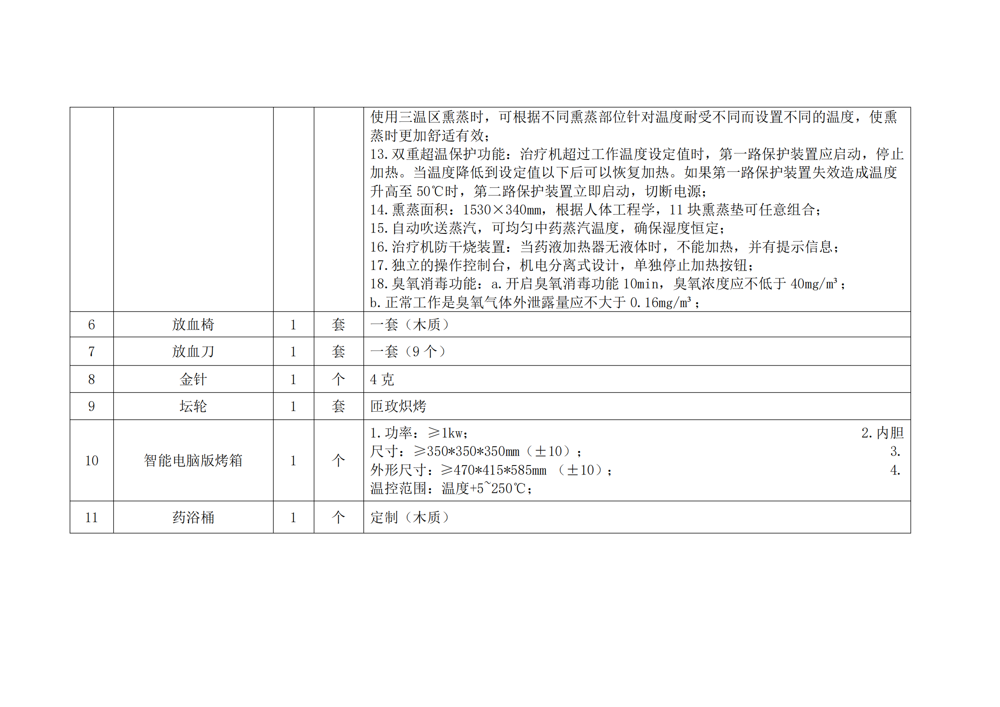 使用三温区熏蒸时，可根据不同熏蒸部位针对温度耐受不同而设置不同的温度，使熏
蒸时更加舒适有效；
13.双重超温保护功能：治疗机超过工作温度设定值时，第一路保护装置应启动，停止
加热。当温度降低到设定值以下后可以恢复加热。如果第一路保护装置失效造成温度
升高至 50℃时，第二路保护装置立即启动，切断电源；
14.熏蒸面积：1530×340mm，根据人体工程学，11 块熏蒸垫可任意组合；
15.自动吹送蒸汽，可均匀中药蒸汽温度，确保湿度恒定；
16.治疗机防干烧装置：当药液加热器无液体时，不能加热，并有提示信息；
17.独立的操作控制台，机电分离式设计，单独停止加热按钮；
18.臭氧消毒功能：a.开启臭氧消毒功能 10min，臭氧浓度应不低于 40mg/m³；
b.正常工作是臭氧气体外泄露量应不大于 0.16mg/m³；
6 放血椅 1 套 一套（木质）
7 放血刀 1 套 一套（9 个）
8 金针 1 个 4 克
9 坛轮 1 套 匝玫炽烤
10 智能电脑版烤箱 1 个 1.功率：≥1kw； 2.内胆
尺寸：≥350*350*350mm（±10）； 3.
外形尺寸：≥470*415*585mm （±10）； 4.
温控范围：温度+5~250℃；
11 药浴桶 1 个 定制（木质）